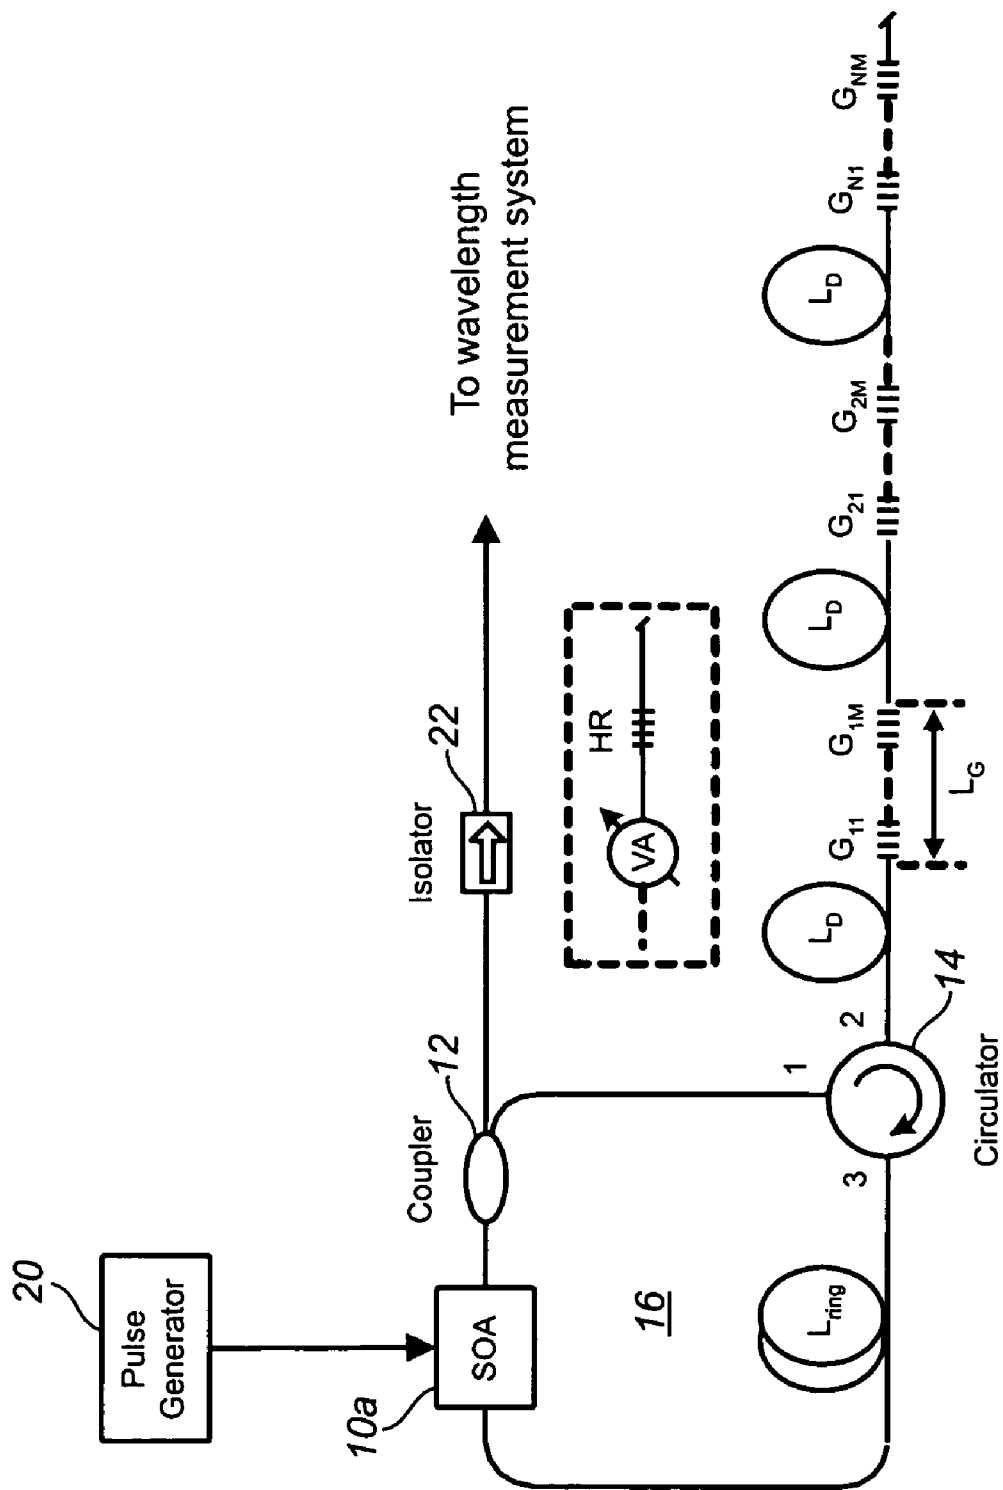 20
Pulse
Generator
10a
SOA
Coupler
12
Isolator
22
To wavelength
measurement system
16
L_ring
VA
HR
1
2
3
14
Circulator
L_D
G_11
G_1M
L_G
L_D
G_21
G_2M
L_D
G_N1
G_NM